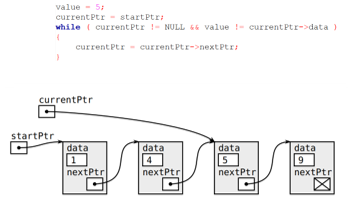 value = 5;
currentPtr = startPtr;
while ( currentPtr != NULL && value != currentPtr->data )
{
currentPtr = currentPtr->nextPtr;
}
currentPtr
startPtr
data data data data
1 4 5 9
nextPtr nextPtr nextPtr nextPtr